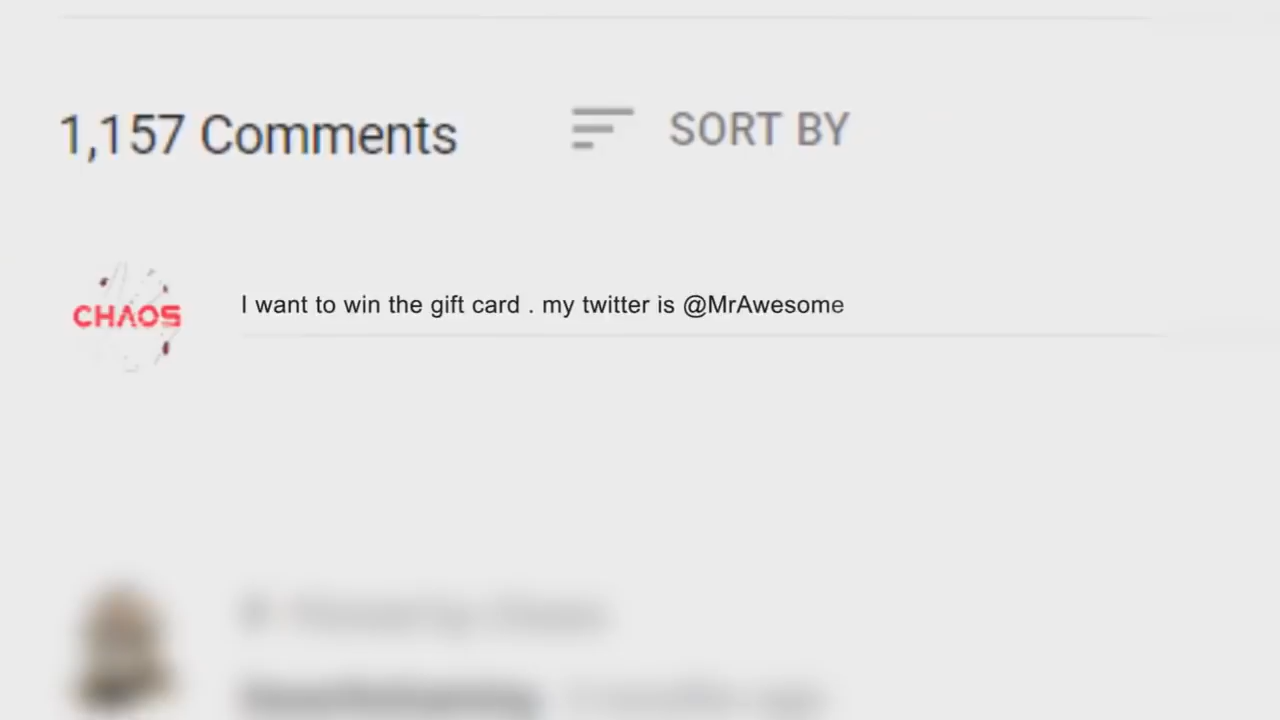 1,157 Comments
SORT BY
CHAOS
I want to win the gift card . my twitter is @MrAwesome